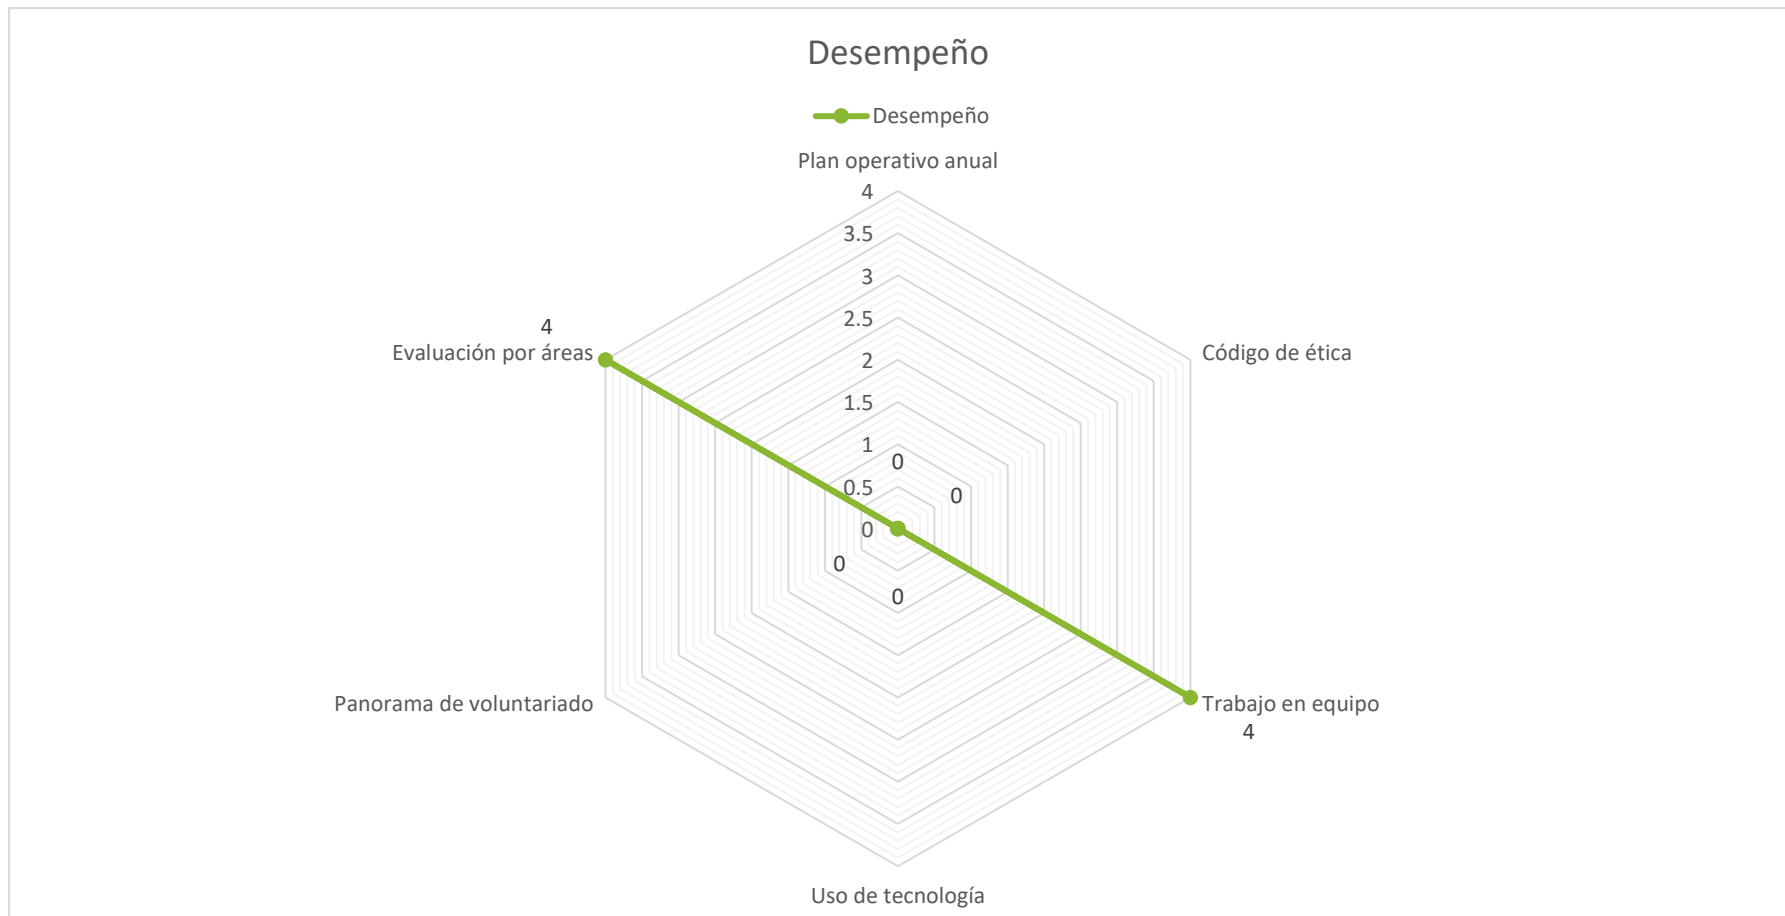 Desempeño
Desempeño
Plan operativo anual
4
3.5
3
2.5
2
1.5
1
0.5
0
0
0
4
0
0
4
Código de ética
Trabajo en equipo
Uso de tecnología
Panorama de voluntariado
Evaluación por áreas